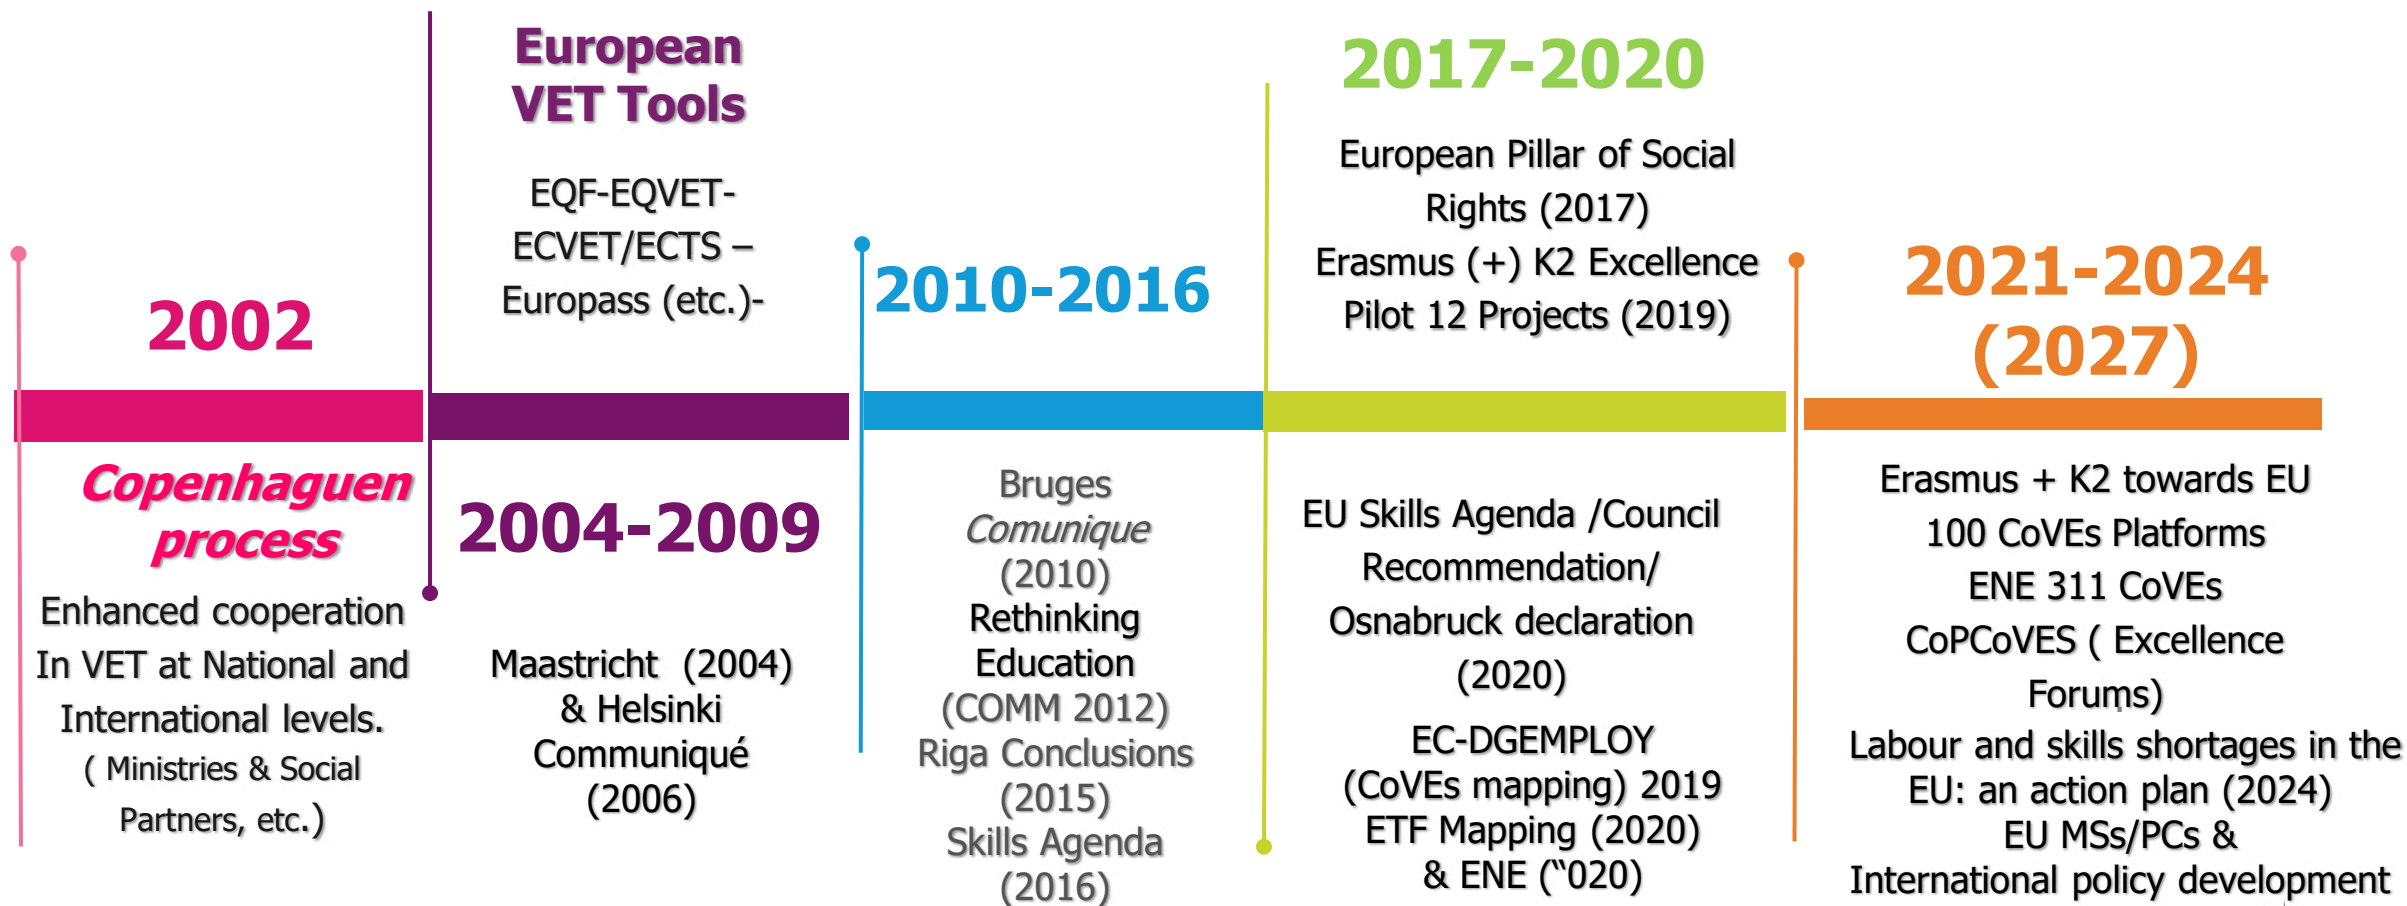 2002
Copenhaguen
process
Enhanced cooperation
In VET at National and
International levels.
( Ministries & Social
Partners, etc.)
European
VET Tools
EQF-EQVET-
ECVET/ECTS –
Europass (etc.)-
2004-2009
Maastricht (2004)
& Helsinki
Communiqué
(2006)
2010-2016
Bruges
Comunique
(2010)
Rethinking
Education
(COMM 2012)
Riga Conclusions
(2015)
Skills Agenda
(2016)
2017-2020
European Pillar of Social
Rights (2017)
Erasmus (+) K2 Excellence
Pilot 12 Projects (2019)
EU Skills Agenda /Council
Recommendation/
Osnabruck declaration
(2020)
EC-DGEMPLOY
(CoVEs mapping) 2019
ETF Mapping (2020)
& ENE (“020)
2021-2024
(2027)
Erasmus + K2 towards EU
100 CoVEs Platforms
ENE 311 CoVEs
CoPCoVES ( Excellence
Forums)
Labour and skills shortages in the
EU: an action plan (2024)
EU MSs/PCs &
International policy development